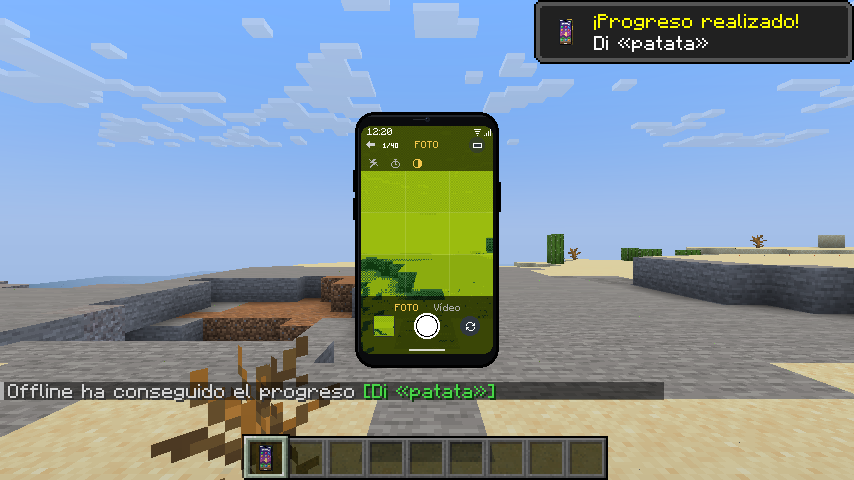 ¡Progreso realizado!
Di «patata»
12:20
1/40
FOTO
FOTO Vídeo
Offline ha conseguido el progreso [Di «patata»]